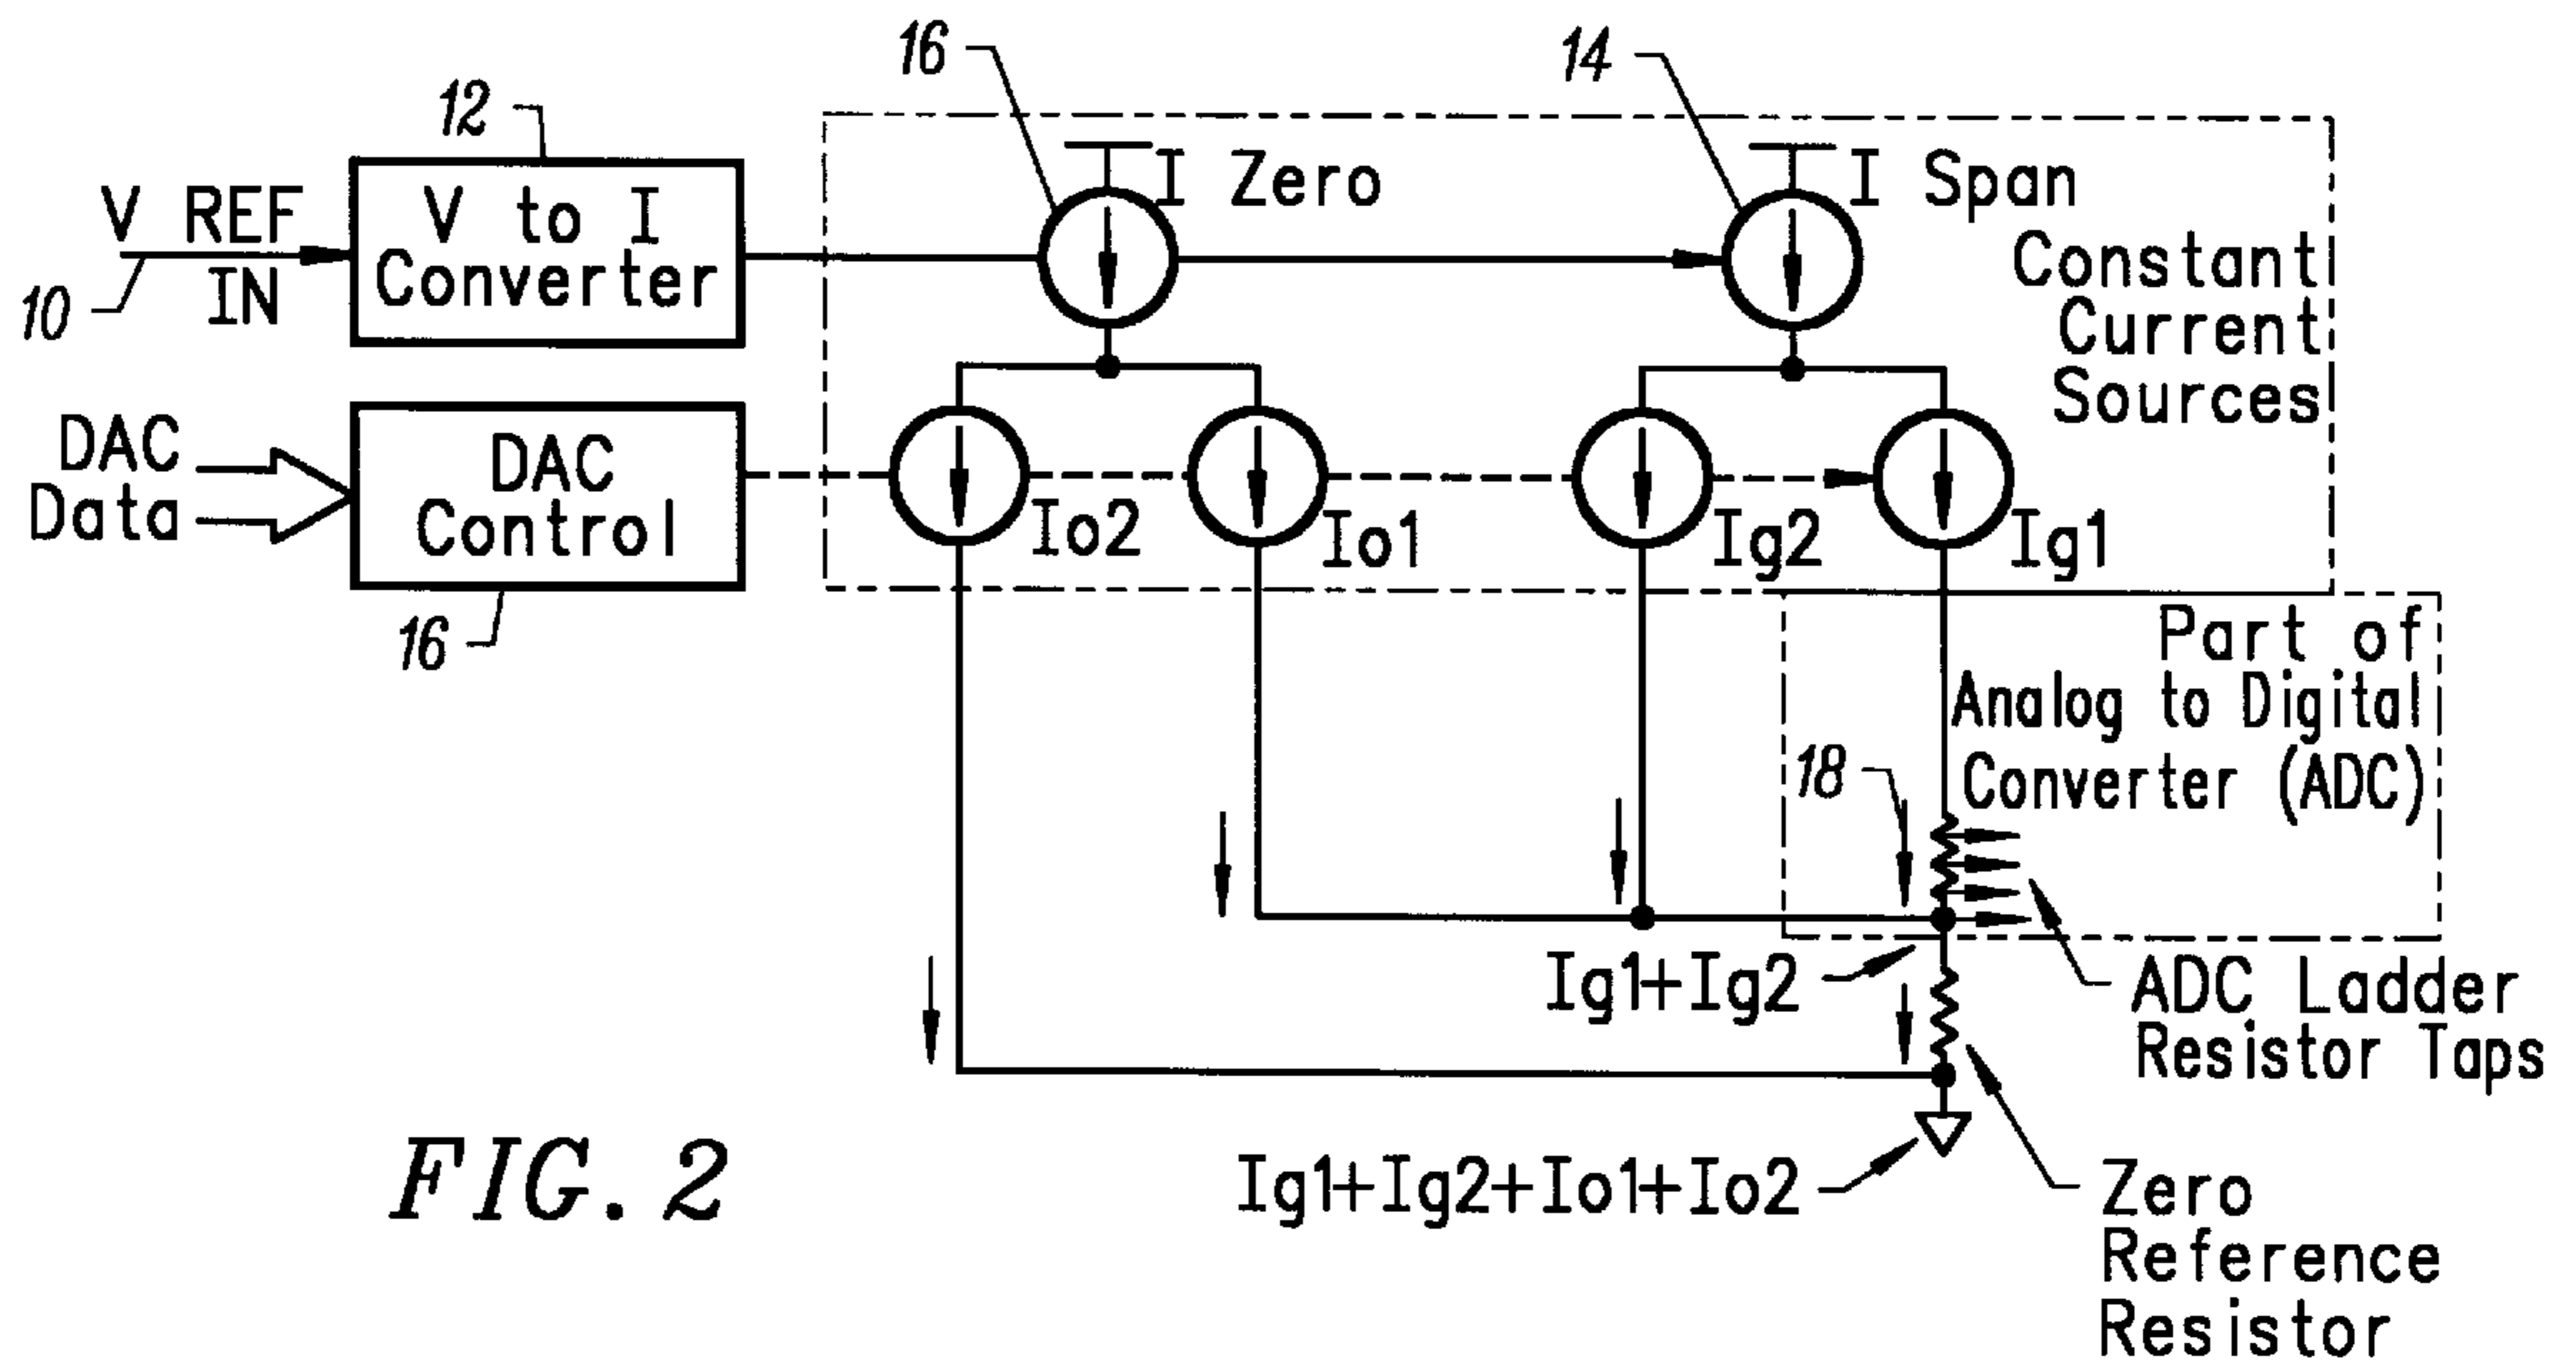 16
14
12
V REF
IN
10
V to I
Converter
I Zero
I Span
Constant
Current
Sources
DAC
Data
DAC
Control
16
Io2
Io1
Ig2
Ig1
Part of
Analog to Digital
Converter (ADC)
18
Ig1+Ig2
ADC Ladder
Resistor Taps
Ig1+Ig2+Io1+Io2
Zero
Reference
Resistor
FIG. 2